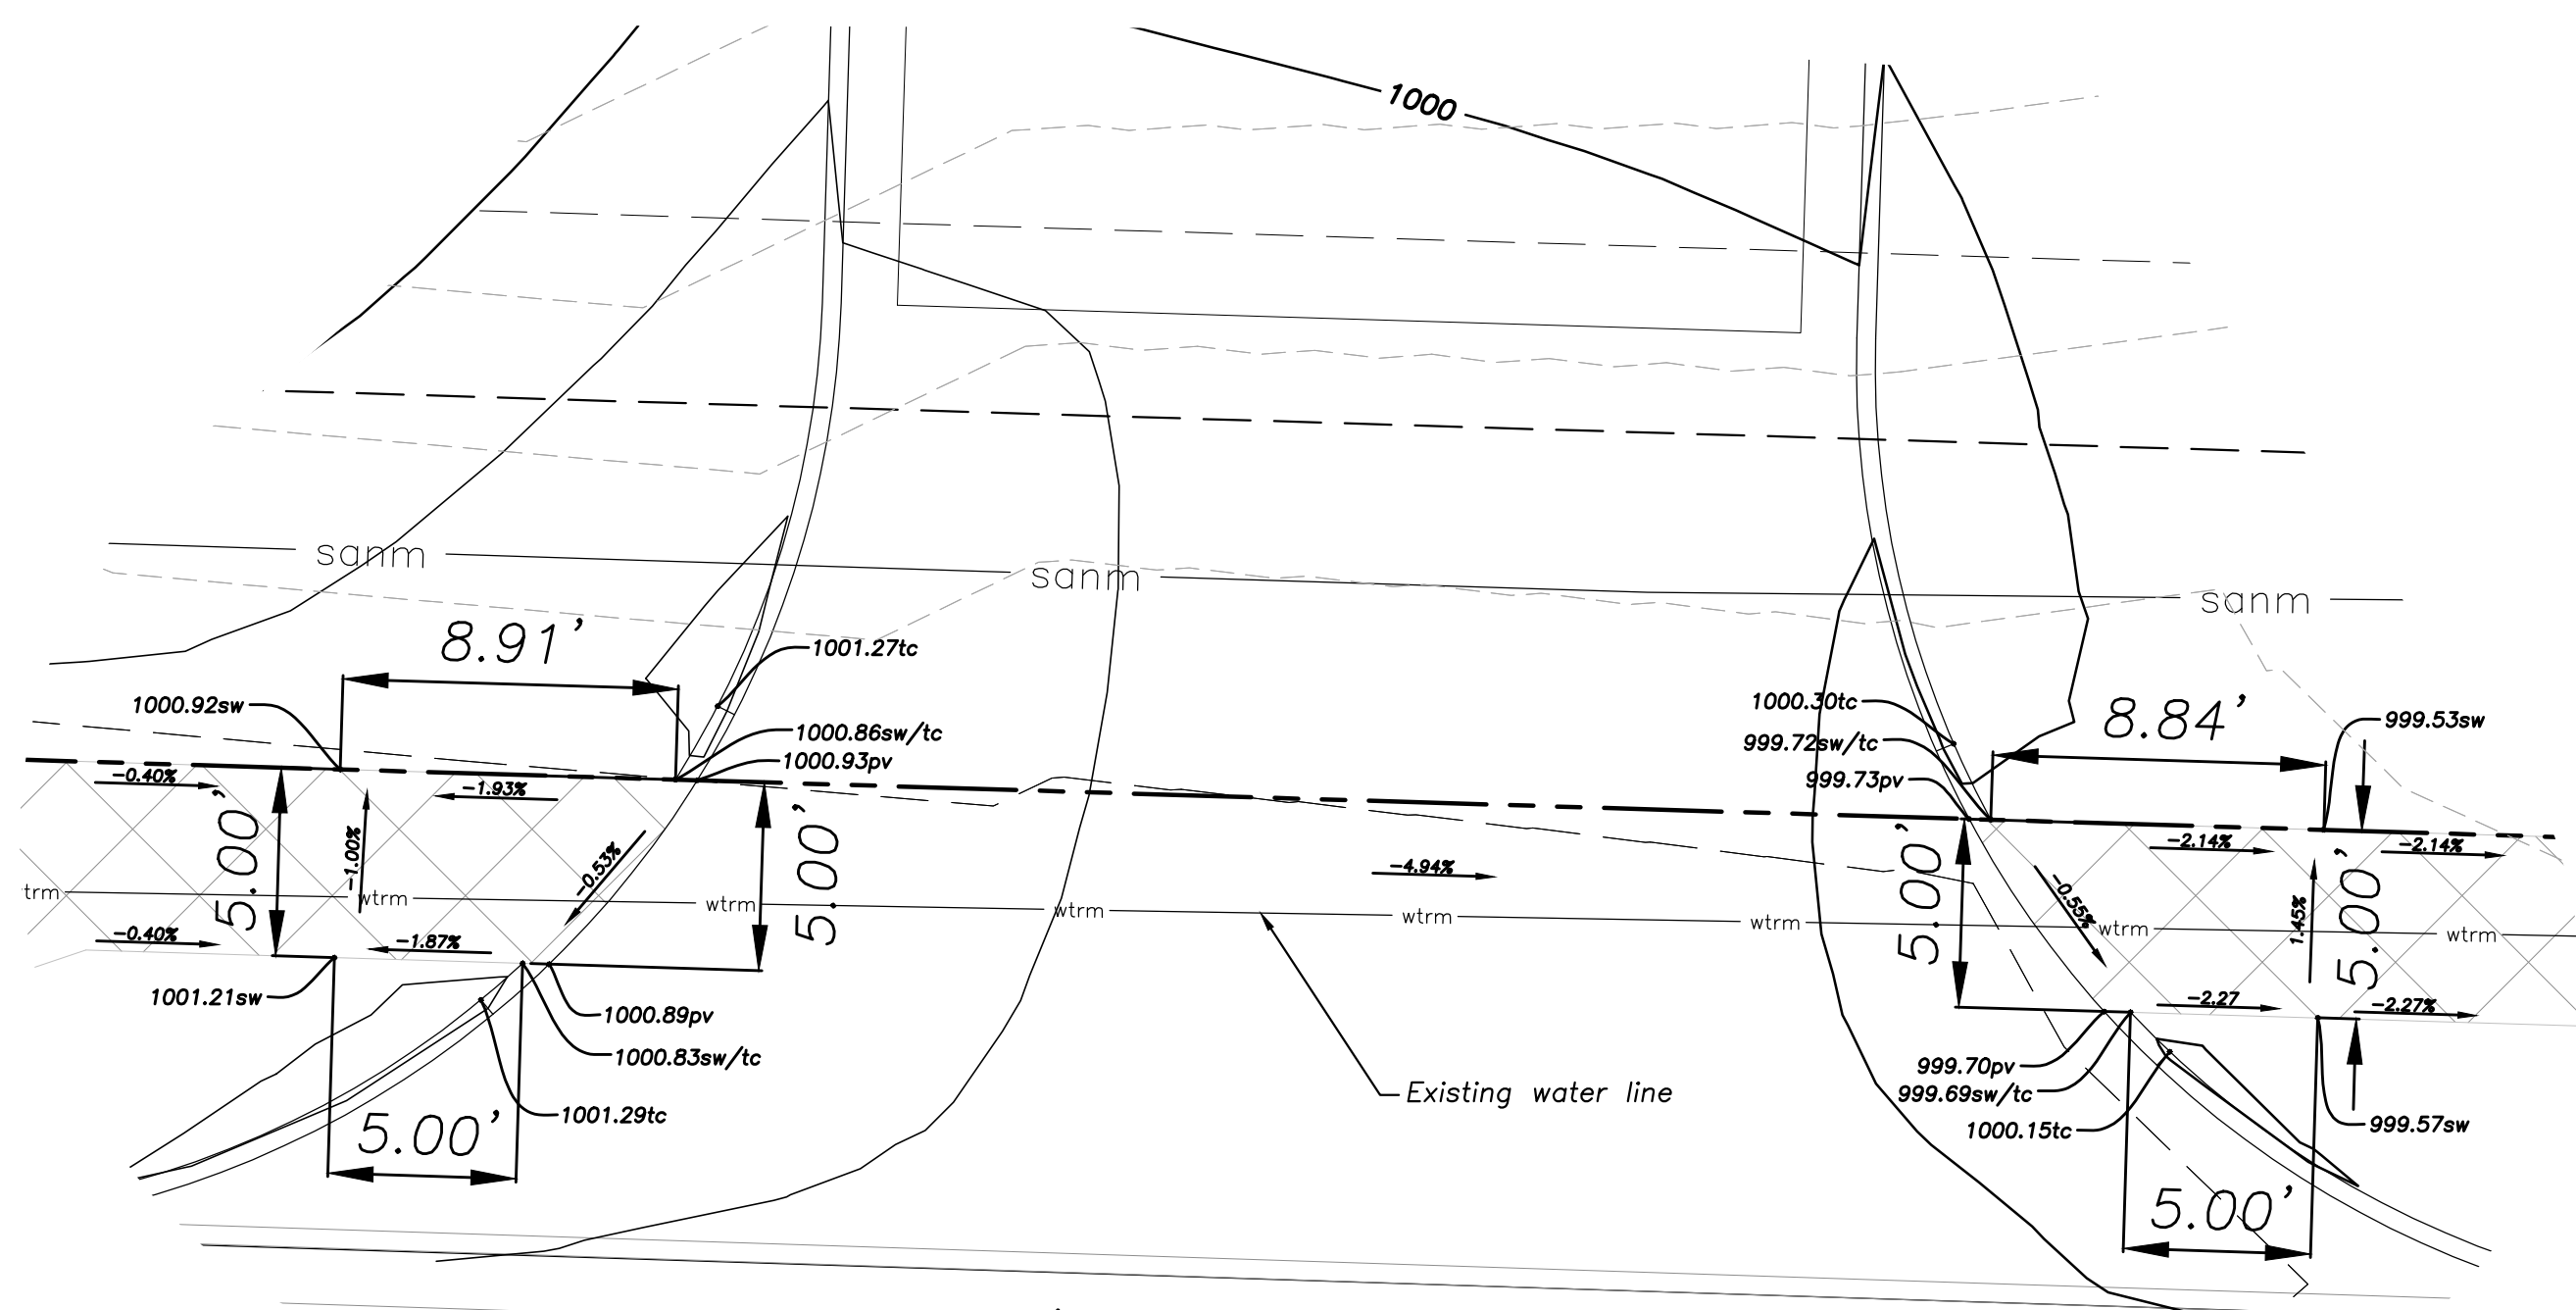 1000
sanm
sanm
sanm
8.91'
1001.27tc
1000.92sw
1000.86sw/tc
1000.93pv
1000.30tc
999.72sw/tc
999.73pv
8.84'
999.53sw
-0.40%
-1.93%
-2.14%
-2.14%
5.00'
-1.00%
-0.53%
5.00'
-4.94%
5.00'
-0.55%
1.45%
5.00'
trm
wtrm
wtrm
wtrm
wtrm
wtrm
wtrm
wtrm
-0.40%
-1.87%
-2.27
-2.27%
1001.21sw
1000.89pv
1000.83sw/tc
1001.29tc
5.00'
Existing water line
999.70pv
999.69sw/tc
1000.15tc
999.57sw
5.00'